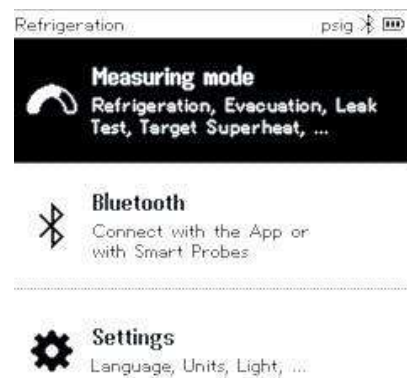 Refrigeration psig
Measuring mode
Refrigeration, Evacuation, Leak
Test, Target Superheat, ...
Bluetooth
Connect with the App or
with Smart Probes
Settings
Language, Units, Light, ...